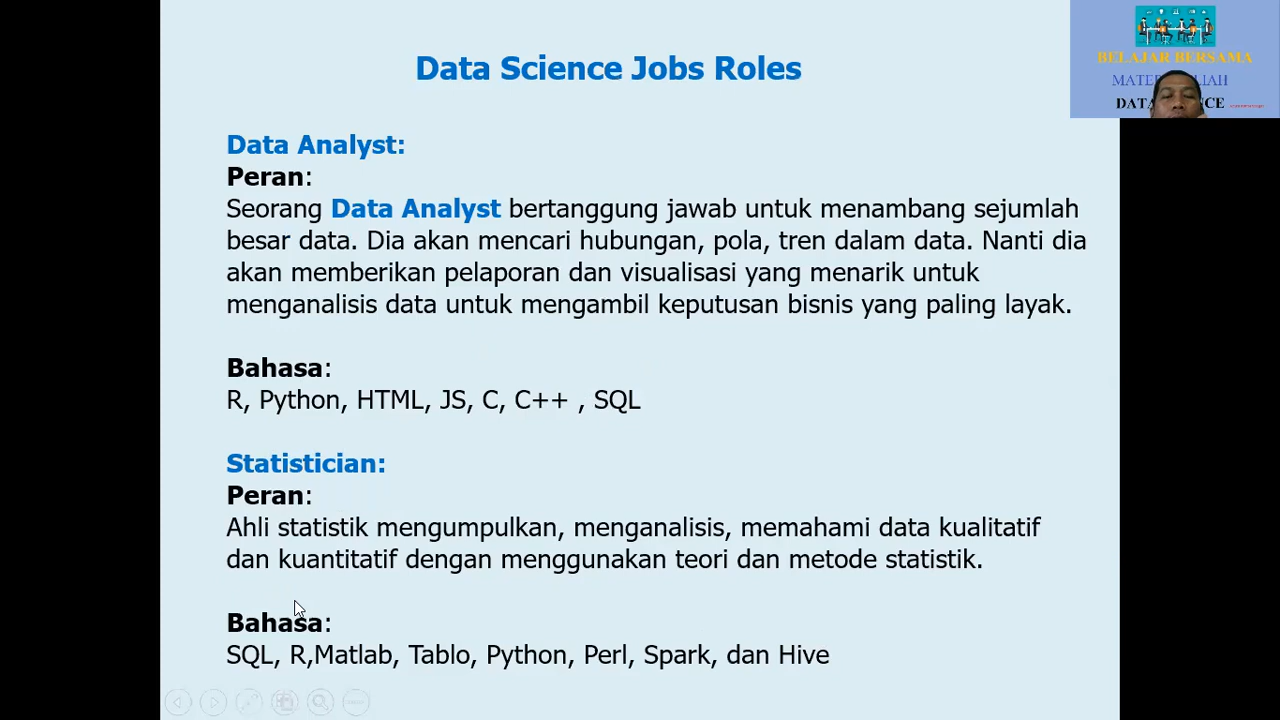 Data Science Jobs Roles
BELAJAR BERSAMA
DATA
Data Analyst:
Peran:
Seorang Data Analyst bertanggung jawab untuk menambang sejumlah
besar data. Dia akan mencari hubungan, pola, tren dalam data. Nanti dia
akan memberikan pelaporan dan visualisasi yang menarik untuk
menganalisis data untuk mengambil keputusan bisnis yang paling layak.
Bahasa:
R, Python, HTML, JS, C, C++ , SQL
Statistician:
Peran:
Ahli statistik mengumpulkan, menganalisis, memahami data kualitatif
dan kuantitatif dengan menggunakan teori dan metode statistik.
Bahasa:
SQL, R,Matlab, Tablo, Python, Perl, Spark, dan Hive